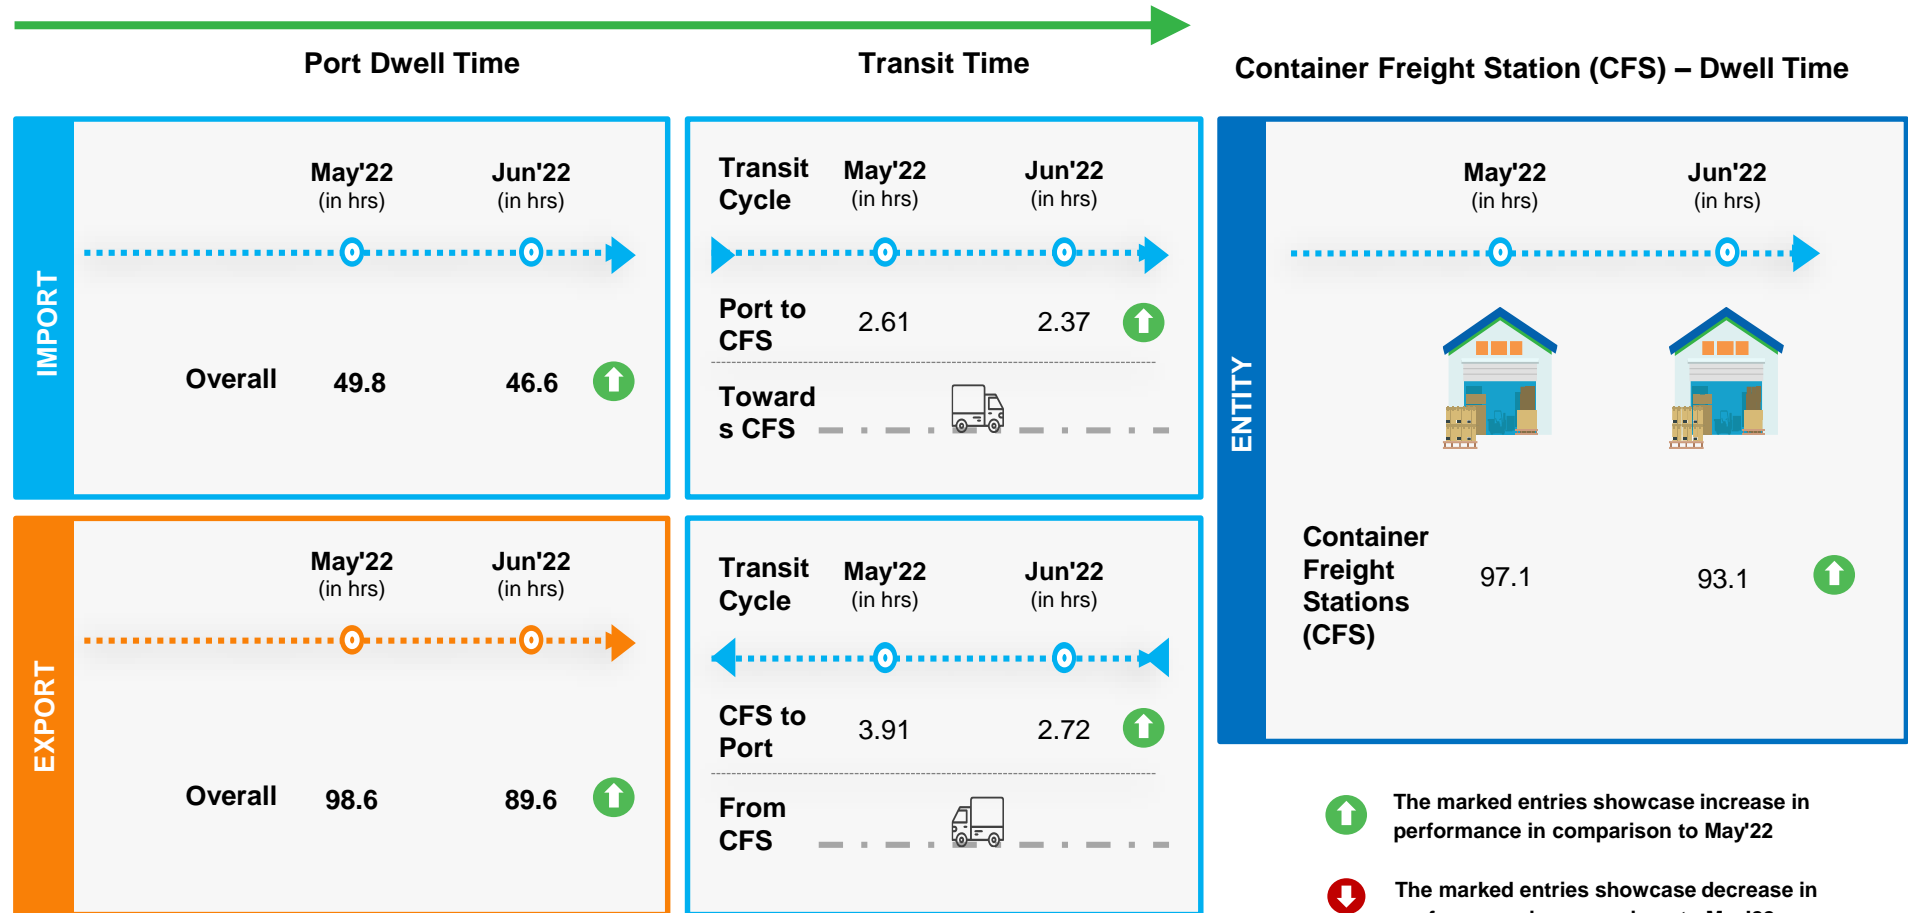 Port Dwell Time
Transit Time
Container Freight Station (CFS) – Dwell Time
IMPORT
May'22
(in hrs)
Jun'22
(in hrs)
Overall
49.8
46.6
Transit
Cycle
May'22
(in hrs)
Jun'22
(in hrs)
Port to
CFS
2.61
2.37
Toward
s CFS
EXPORT
May'22
(in hrs)
Jun'22
(in hrs)
Overall
98.6
89.6
Transit
Cycle
May'22
(in hrs)
Jun'22
(in hrs)
CFS to
Port
3.91
2.72
From
CFS
ENTITY
May'22
(in hrs)
Jun'22
(in hrs)
Container
Freight
Stations
(CFS)
97.1
93.1
The marked entries showcase increase in
performance in comparison to May'22
The marked entries showcase decrease in